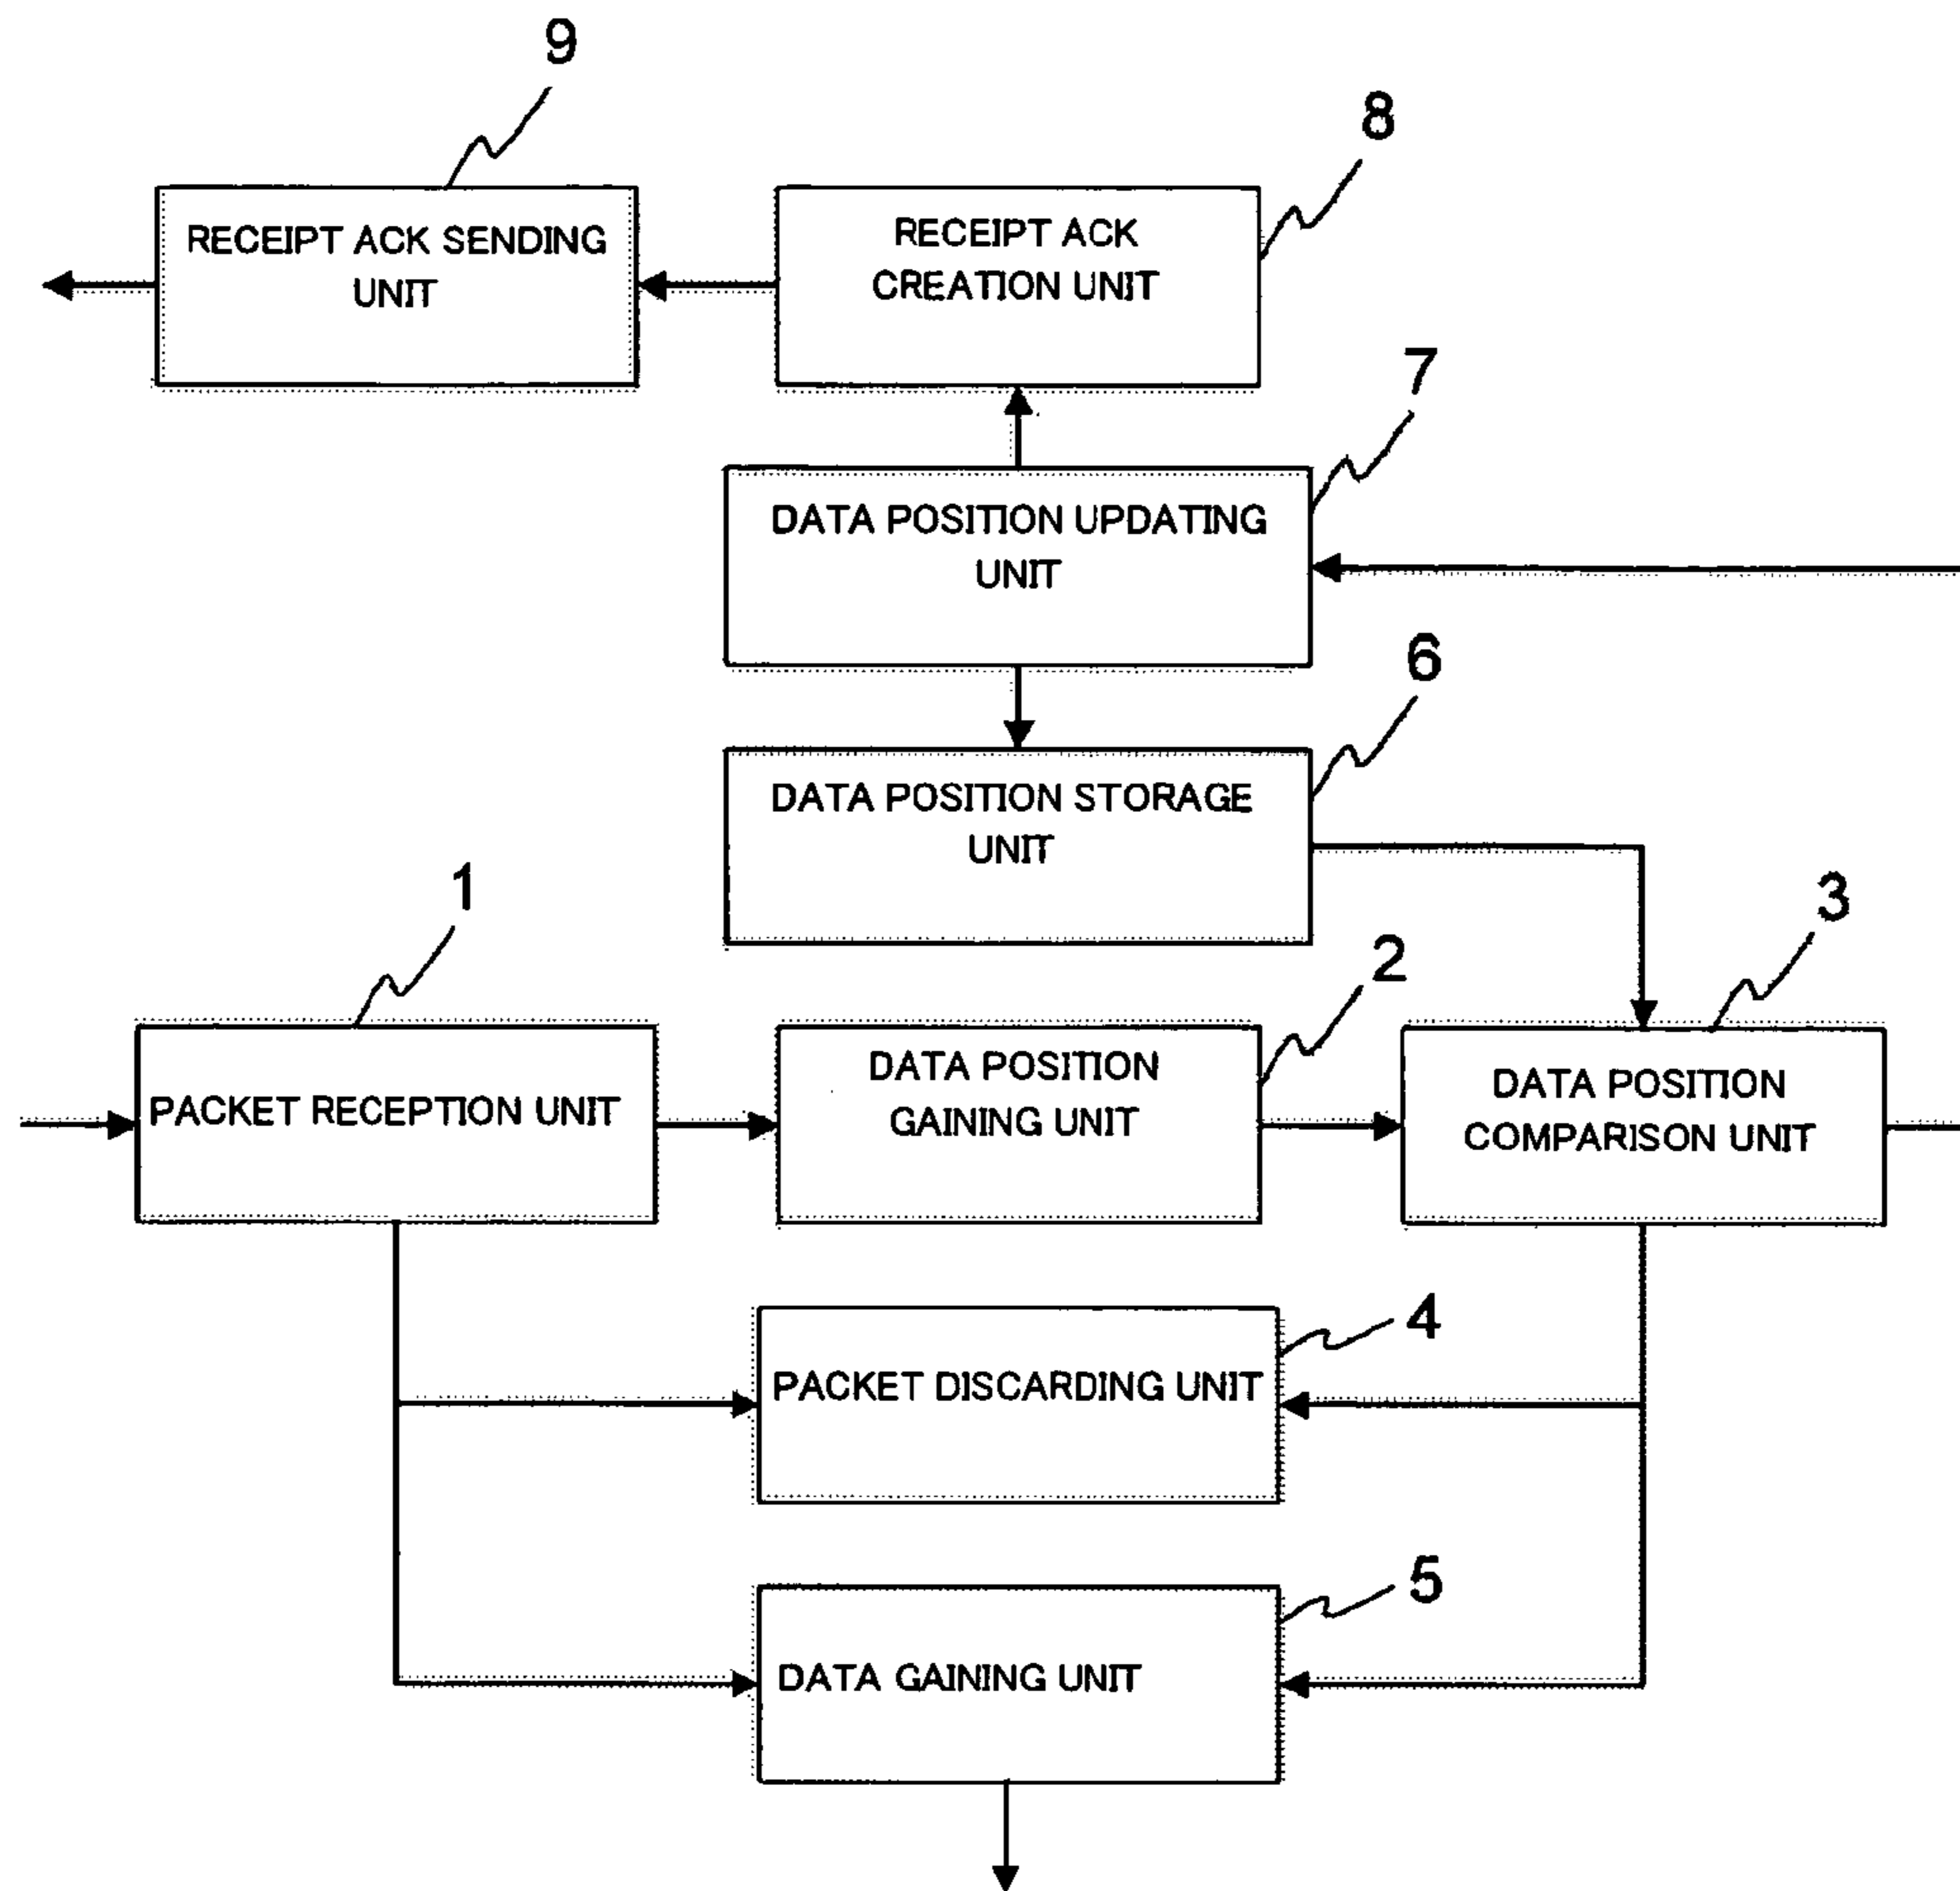 9
8
RECEIPT ACK SENDING
UNIT
RECEIPT ACK
CREATION UNIT
7
DATA POSITION UPDATING
UNIT
6
DATA POSITION STORAGE
UNIT
1
2
3
PACKET RECEPTION UNIT
DATA POSITION
GAINING UNIT
DATA POSITION
COMPARISON UNIT
4
PACKET DISCARDING UNIT
5
DATA GAINING UNIT